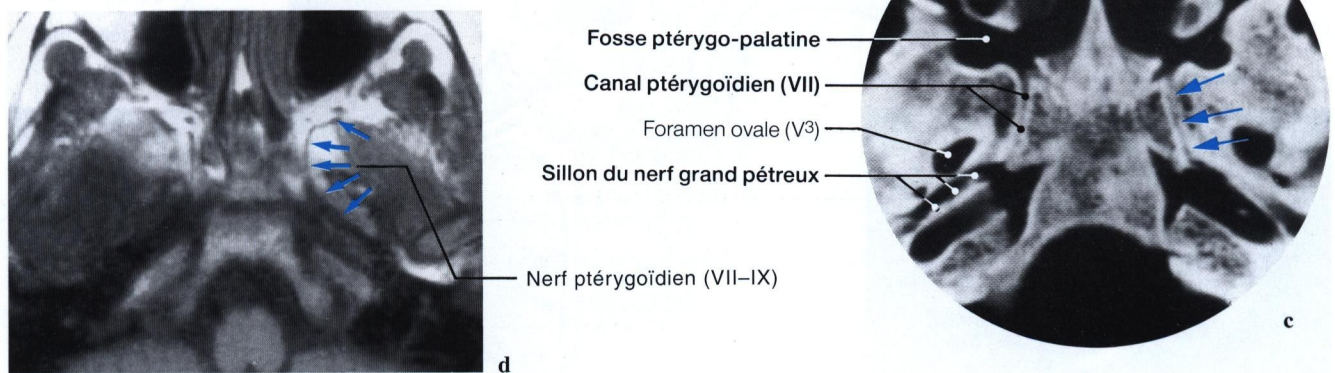 Fosse ptérygo-palatine
Canal ptérygoïdien (VII)
Foramen ovale (V³)
Sillon du nerf grand pétreux
Nerf ptérygoïdien (VII–IX)
c
d